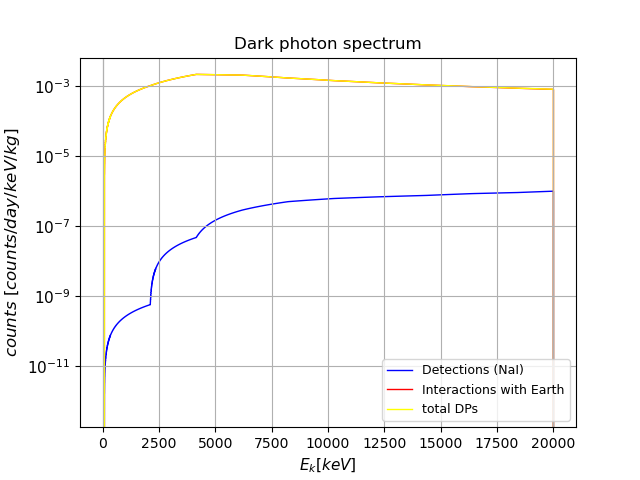 Dark photon spectrum
counts [counts/day/keV/kg]
10⁻³
10⁻⁵
10⁻⁷
10⁻⁹
10⁻¹¹
Detections (NaI)
Interactions with Earth
total DPs
0 2500 5000 7500 10000 12500 15000 17500 20000
E_k[keV]